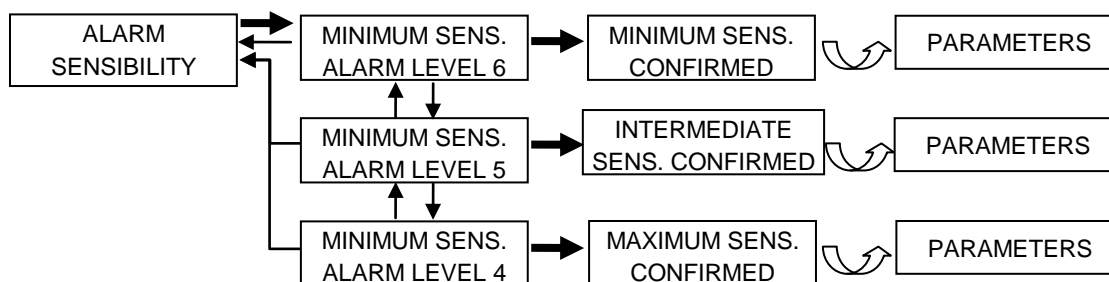 ALARM
SENSIBILITY
MINIMUM SENS.
ALARM LEVEL 6
MINIMUM SENS.
CONFIRMED
PARAMETERS
MINIMUM SENS.
ALARM LEVEL 5
INTERMEDIATE
SENS. CONFIRMED
PARAMETERS
MINIMUM SENS.
ALARM LEVEL 4
MAXIMUM SENS.
CONFIRMED
PARAMETERS